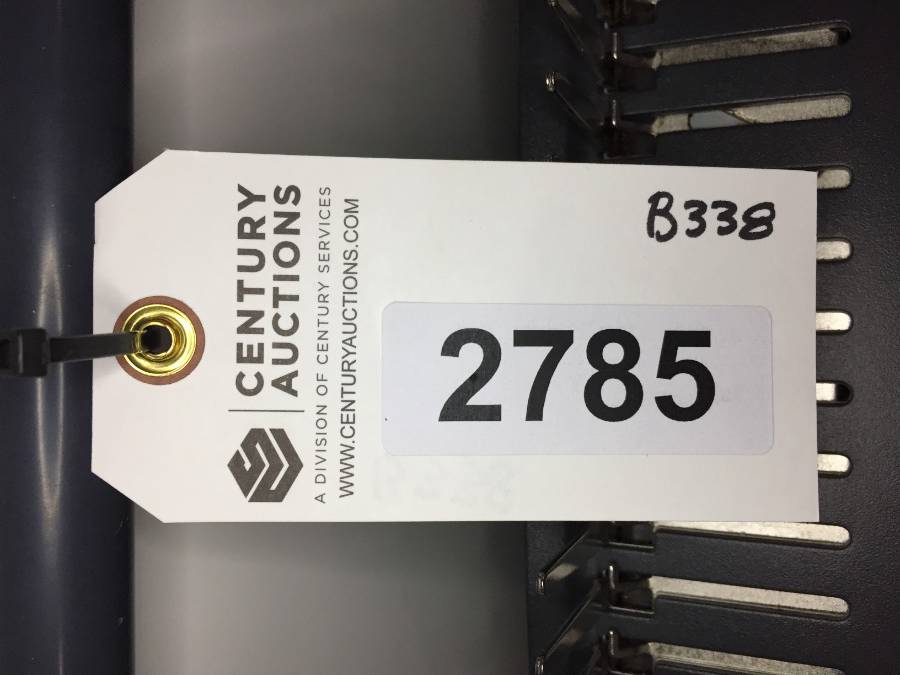 CENTURY
AUCTIONS
A DIVISION OF CENTURY SERVICES
WWW.CENTURYAUCTIONS.COM
B338
2785